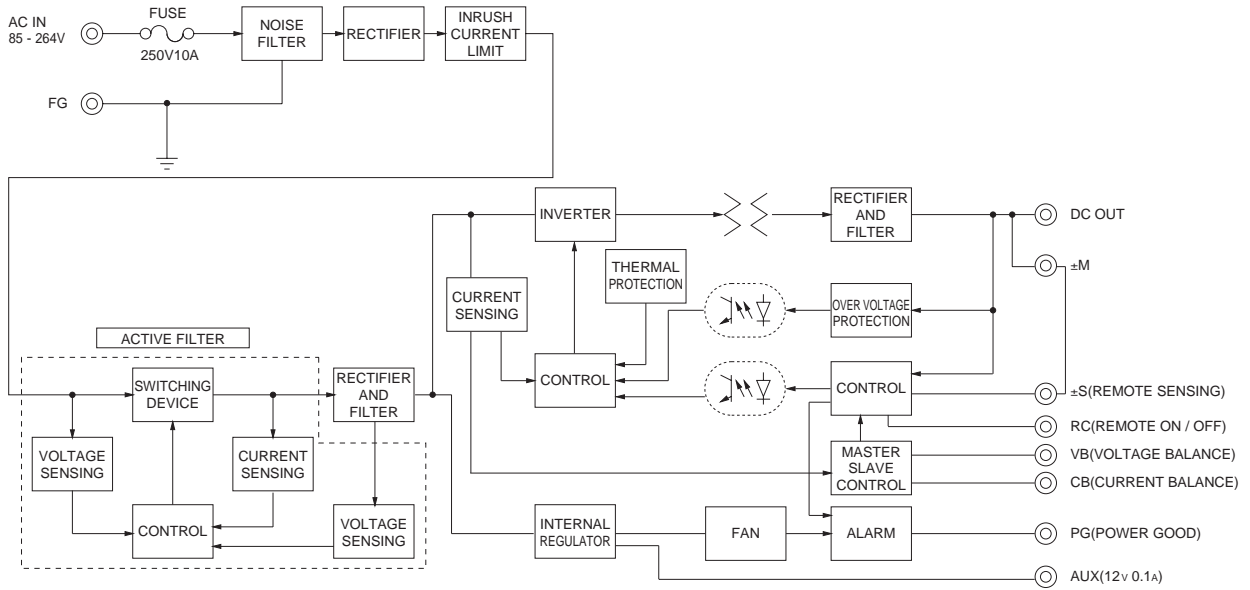 AC IN
85 - 264V
FUSE
250V10A
NOISE
FILTER
RECTIFIER
INRUSH
CURRENT
LIMIT
FG
INVERTER
RECTIFIER
AND
FILTER
DC OUT
±M
THERMAL
PROTECTION
CURRENT
SENSING
OVER VOLTAGE
PROTECTION
CONTROL
CONTROL
±S(REMOTE SENSING)
RC(REMOTE ON / OFF)
ACTIVE FILTER
SWITCHING
DEVICE
RECTIFIER
AND
FILTER
VOLTAGE
SENSING
CURRENT
SENSING
CONTROL
VOLTAGE
SENSING
MASTER
SLAVE
CONTROL
VB(VOLTAGE BALANCE)
CB(CURRENT BALANCE)
INTERNAL
REGULATOR
FAN
ALARM
PG(POWER GOOD)
AUX(12V 0.1A)